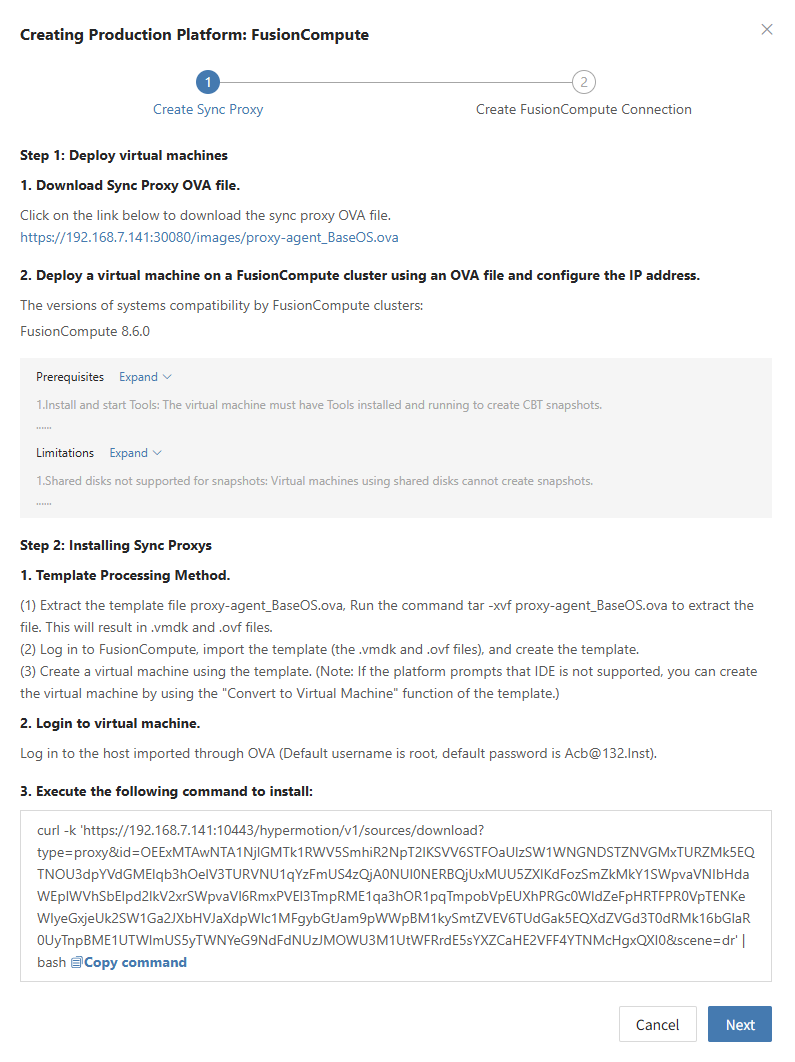 Creating Production Platform: FusionCompute
1
2
Create Sync Proxy
Create FusionCompute Connection
Step 1: Deploy virtual machines
1. Download Sync Proxy OVA file.
Click on the link below to download the sync proxy OVA file.
https://192.168.7.141:30080/images/proxy-agent_BaseOS.ova
2. Deploy a virtual machine on a FusionCompute cluster using an OVA file and configure the IP address.
The versions of systems compatibility by FusionCompute clusters:
FusionCompute 8.6.0
Prerequisites Expand
1.Install and start Tools: The virtual machine must have Tools installed and running to create CBT snapshots.
......
Limitations Expand
1.Shared disks not supported for snapshots: Virtual machines using shared disks cannot create snapshots.
......
Step 2: Installing Sync Proxys
1. Template Processing Method.
(1) Extract the template file proxy-agent_BaseOS.ova, Run the command tar -xvf proxy-agent_BaseOS.ova to extract the
file. This will result in .vmdk and .ovf files.
(2) Log in to FusionCompute, import the template (the .vmdk and .ovf files), and create the template.
(3) Create a virtual machine using the template. (Note: If the platform prompts that IDE is not supported, you can create
the virtual machine by using the "Convert to Virtual Machine" function of the template.)
2. Login to virtual machine.
Log in to the host imported through OVA (Default username is root, default password is Acb@132.Inst).
3. Execute the following command to install:
curl -k 'https://192.168.7.141:10443/hypermotion/v1/sources/download?
bash Copy command
Cancel
Next